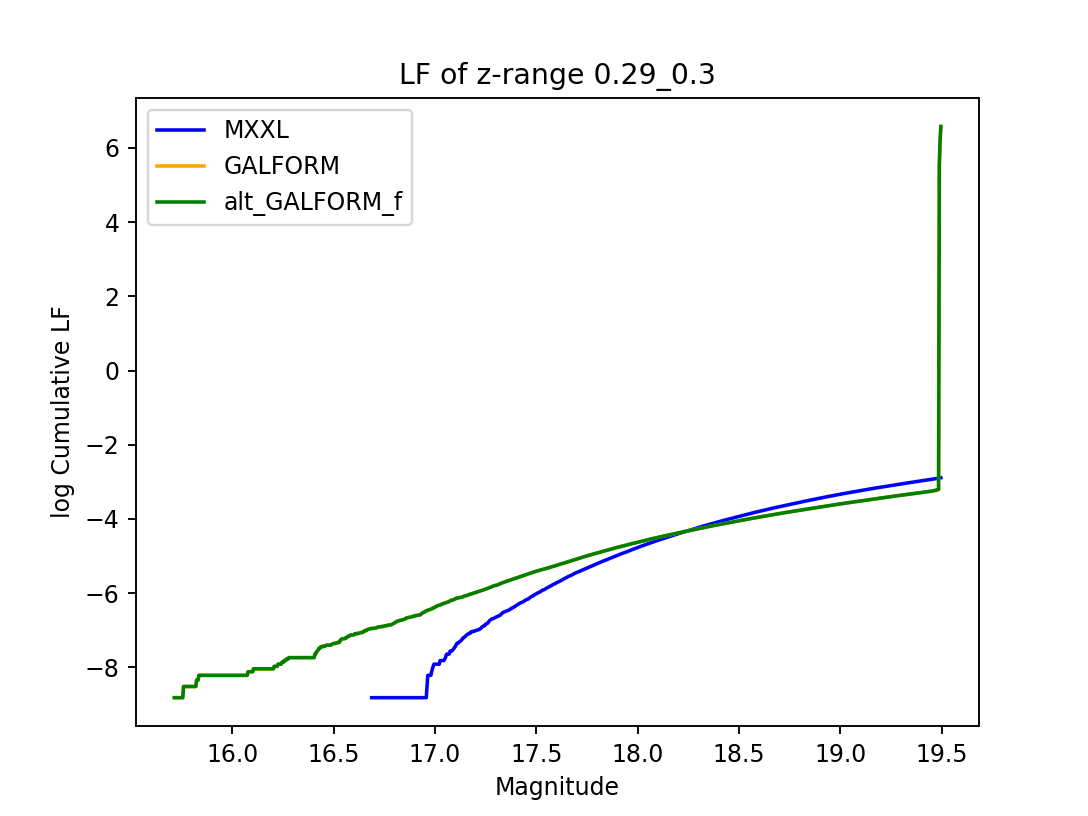 LF of z-range 0.29_0.3
MXXL
GALFORM
alt_GALFORM_f
log Cumulative LF
6
4
2
0
−2
−4
−6
−8
16.0 16.5 17.0 17.5 18.0 18.5 19.0 19.5
Magnitude